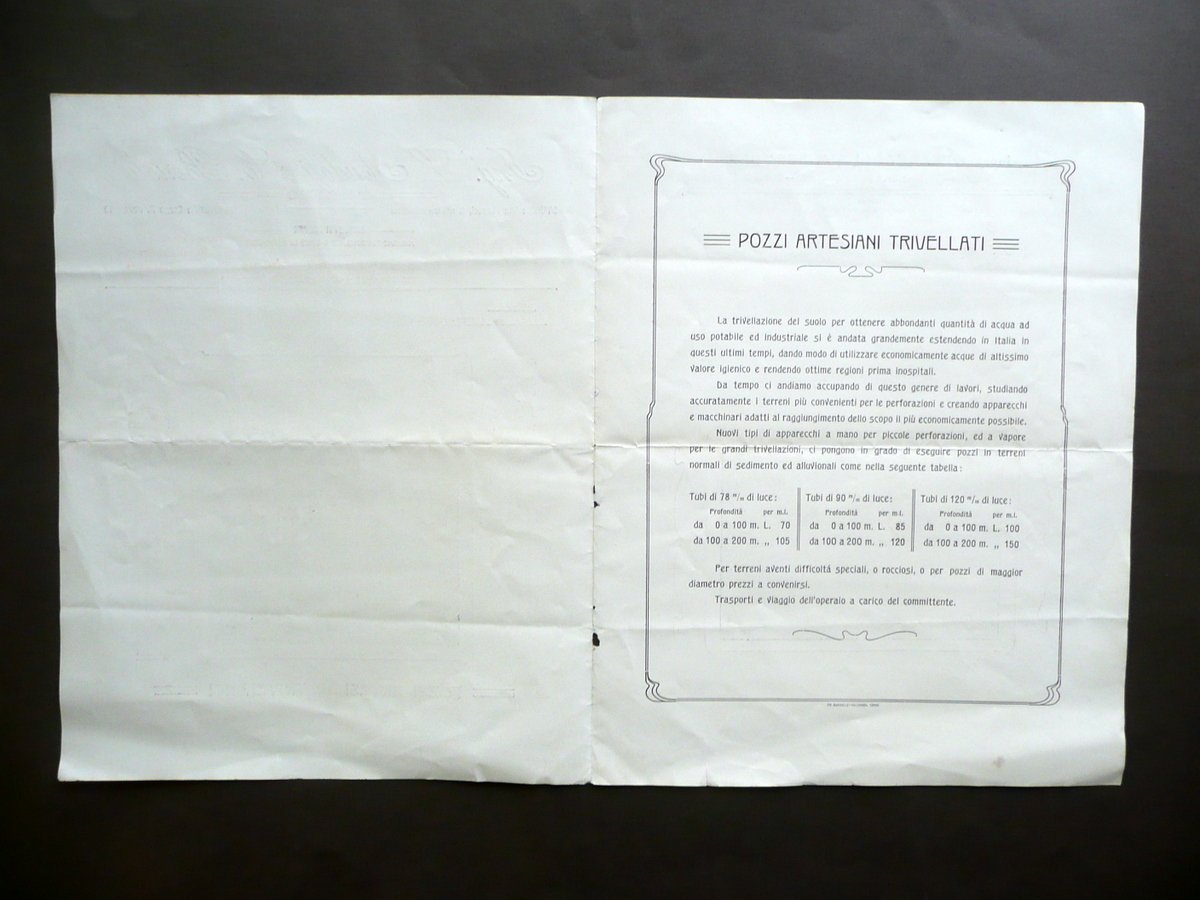 POZZI ARTESIANI TRIVELLATI
La trivellazione del suolo per ottenere abbondanti quantità di acqua ad
uso potabile ed industriale si è andata grandemente estendendo in Italia in
questi ultimi tempi, dando modo di utilizzare economicamente acque di altissimo
valore igienico e rendendo ottime regioni prima inospitali.
Da tempo ci andiamo accupando di questo genere di lavori, studiando
accuratamente i terreni più convenienti per le perforazioni e creando apparecchi
e macchinari adatti al raggiungimento dello scopo il più economicamente possibile.
Nuovi tipi di apparecchi a mano per piccole perforazioni, ed a vapore
per le grandi trivellazioni, ci pongono in grado di eseguire pozzi in terreni
normali di sedimento ed alluvionali come nella seguente tabella:
Tubi di 78 m/m di luce:
Profondità per m.l.
da 0 a 100 m. L. 70
da 100 a 200 m. „ 105
Tubi di 90 m/m di luce:
Profondità per m.l.
da 0 a 100 m. L. 85
da 100 a 200 m. „ 120
Tubi di 120 m/m di luce:
Profondità per m.l.
da 0 a 100 m. L. 100
da 100 a 200 m. „ 150
Per terreni aventi difficoltà speciali, o rocciosi, o per pozzi di maggior
diametro prezzi a convenirsi.
Trasporti e viaggio dell'operaio a carico del committente.